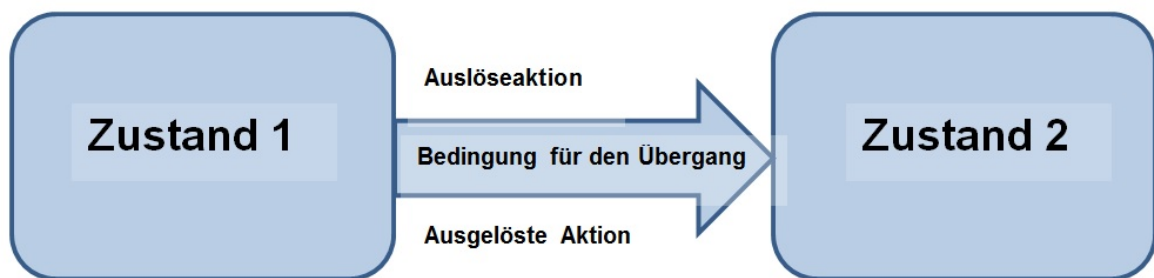 Zustand 1
Auslöseaktion
Bedingung für den Übergang
Ausgelöste Aktion
Zustand 2